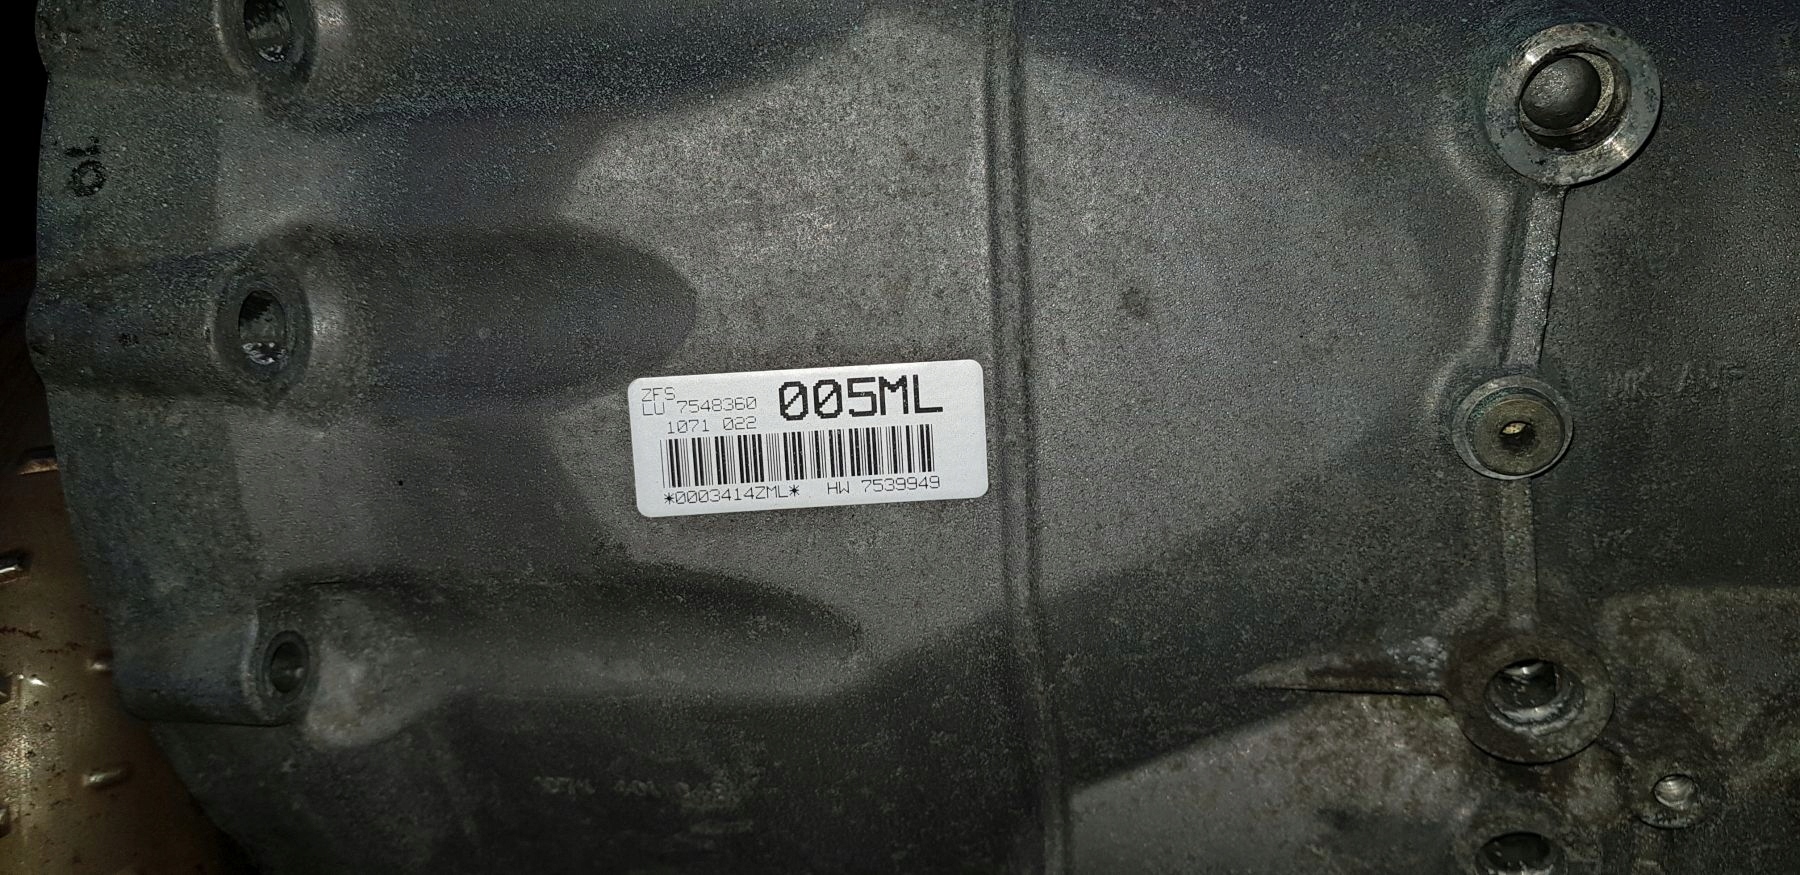 ZFS
LU 7548360
005ML
1071 022
*0003414ZML* HW 7539949